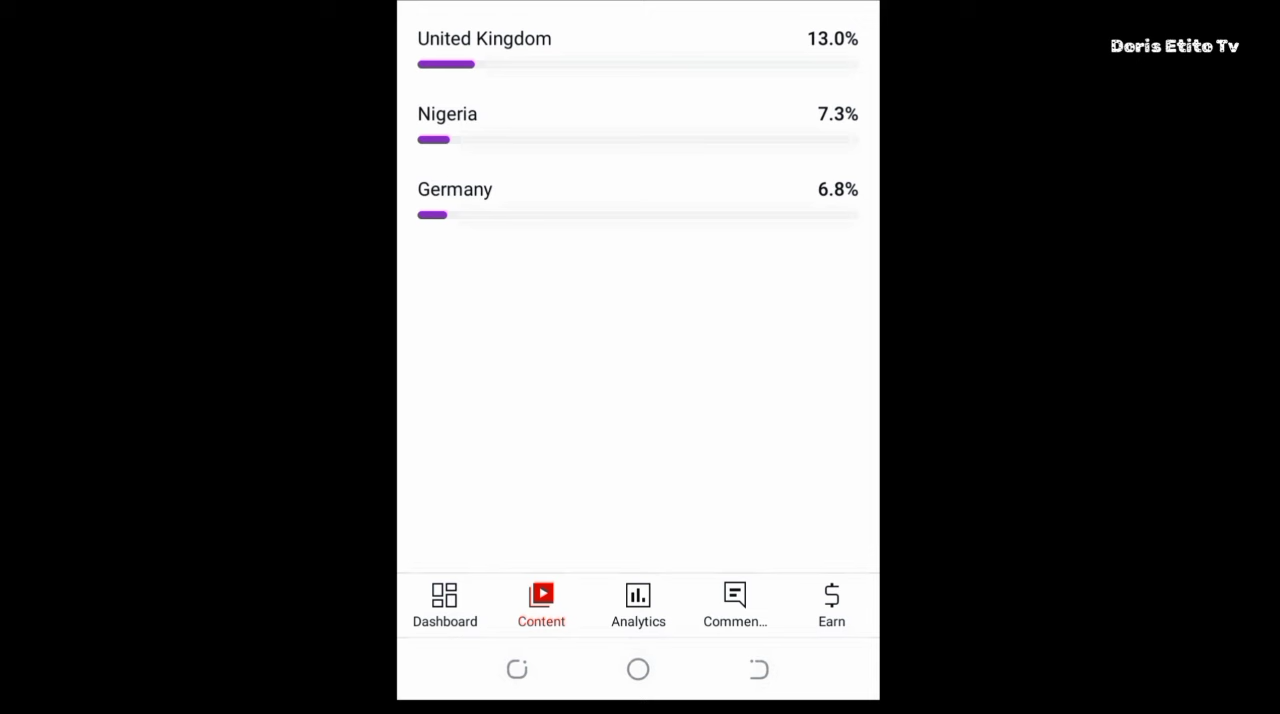 United Kingdom 13.0%
Doris Etito Tv
Nigeria 7.3%
Germany 6.8%
Dashboard Content Analytics Commen... Earn